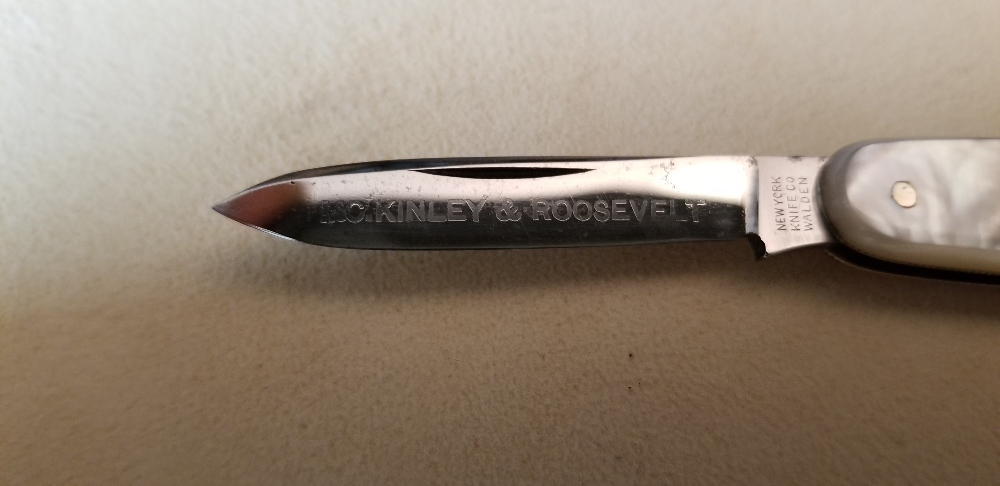 MC.KINLEY & ROOSEVELT
NEW YORK
KNIFE CO
WALDEN